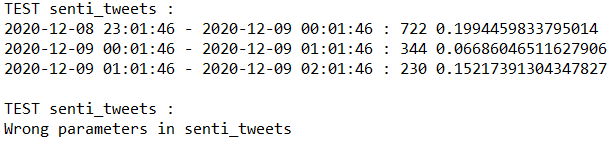 TEST senti_tweets :
2020-12-08 23:01:46 - 2020-12-09 00:01:46 : 722 0.1994459833795014
2020-12-09 00:01:46 - 2020-12-09 01:01:46 : 344 0.06686046511627906
2020-12-09 01:01:46 - 2020-12-09 02:01:46 : 230 0.15217391304347827
TEST senti_tweets :
Wrong parameters in senti_tweets